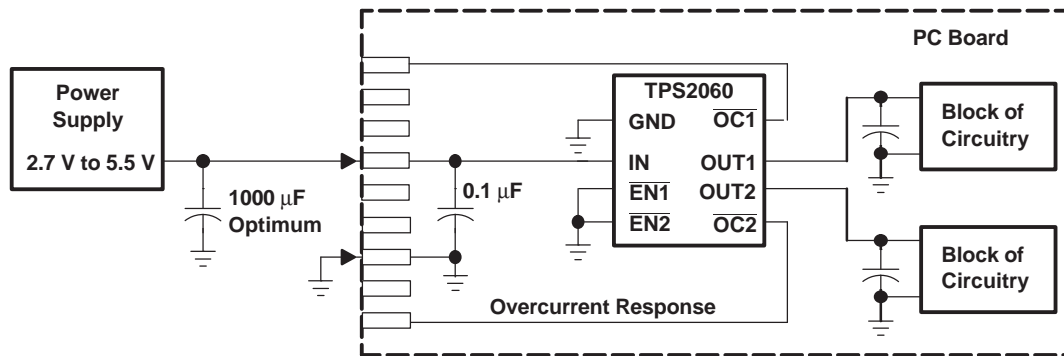 PC Board
Power
Supply
2.7 V to 5.5 V
1000 μF
Optimum
0.1 μF
TPS2060
GND
OC1
IN
OUT1
EN1
OUT2
EN2
OC2
Block of
Circuitry
Block of
Circuitry
Overcurrent Response